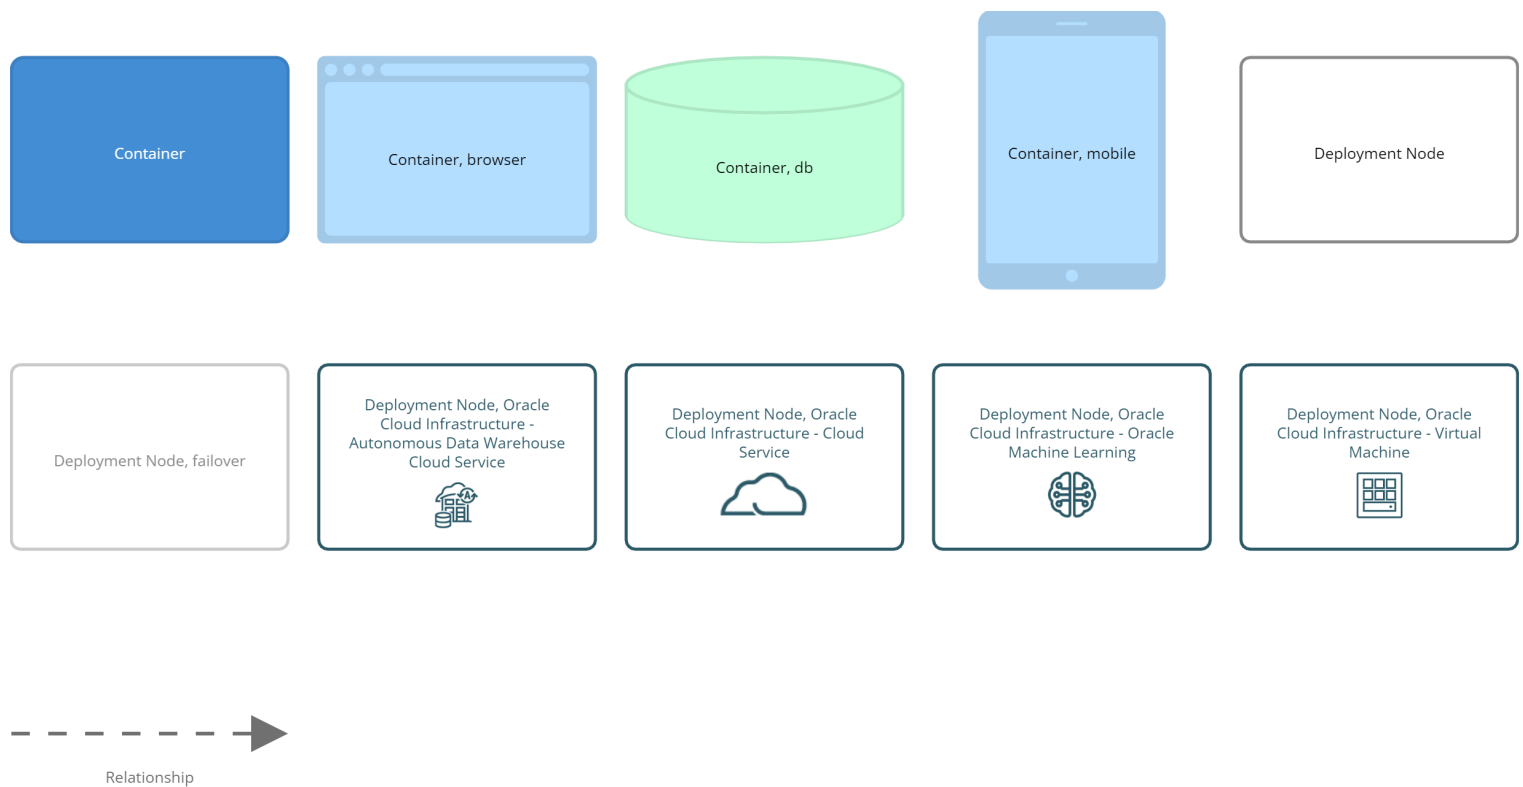 Container
Container, browser
Container, db
Container, mobile
Deployment Node
Deployment Node, failover
Deployment Node, Oracle
Cloud Infrastructure -
Autonomous Data Warehouse
Cloud Service
A
Deployment Node, Oracle
Cloud Infrastructure - Cloud
Service
Deployment Node, Oracle
Cloud Infrastructure - Oracle
Machine Learning
Deployment Node, Oracle
Cloud Infrastructure - Virtual
Machine
Relationship